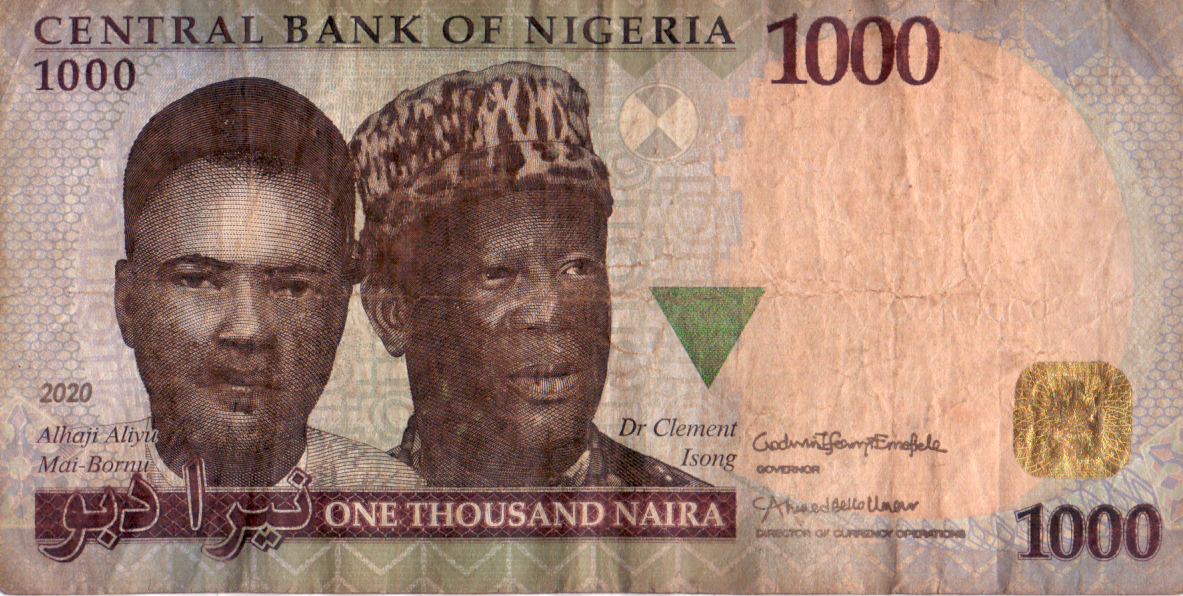 CENTRAL BANK OF NIGERIA
1000
1000
2020
Alhaji Aliyu
Mai-Bornu
Dr Clement
Isong
GodwinIfeanyiEmefiele
GOVERNOR
AhmedBelloUmar
DIRECTOR OF CURRENCY OPERATIONS
نيرا دبو
ONE THOUSAND NAIRA
1000